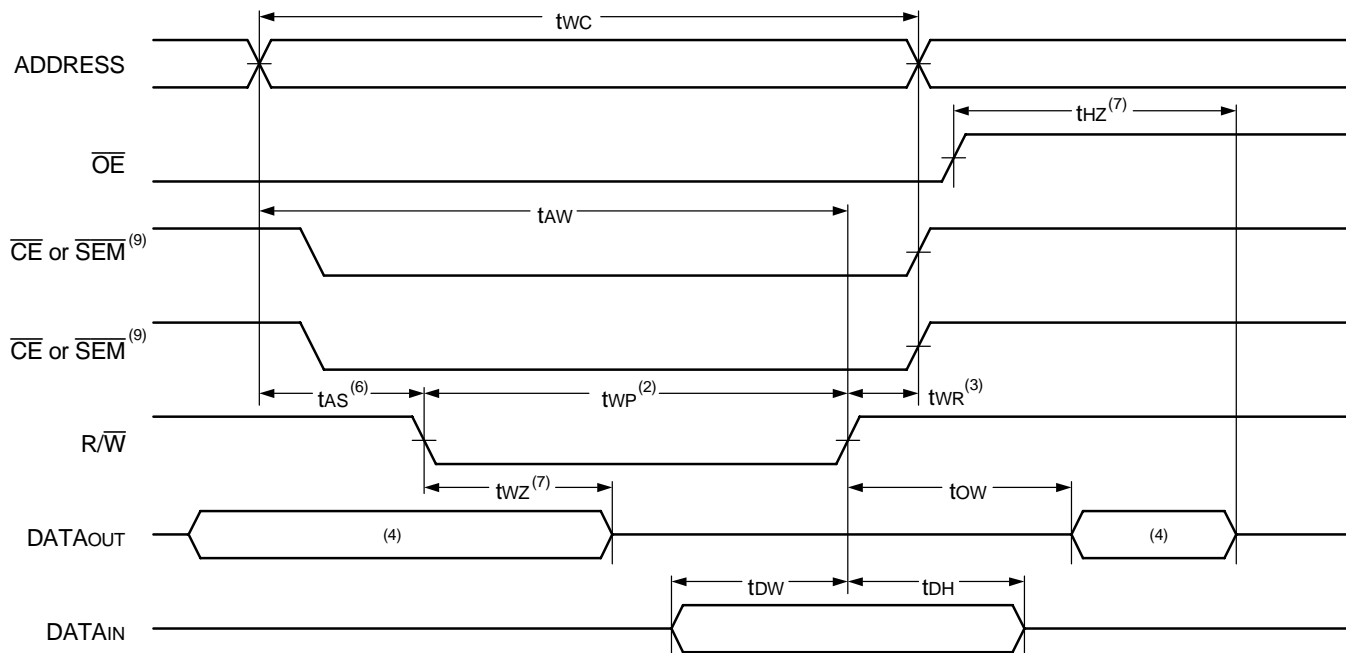 tWC
ADDRESS
tHZ(7)
OE
tAW
CE or SEM(9)
CE or SEM(9)
tAS(6)
tWP(2)
tWR(3)
R/W
tWZ(7)
tOW
DATAOUT
(4)
(4)
tDW
tDH
DATAIN